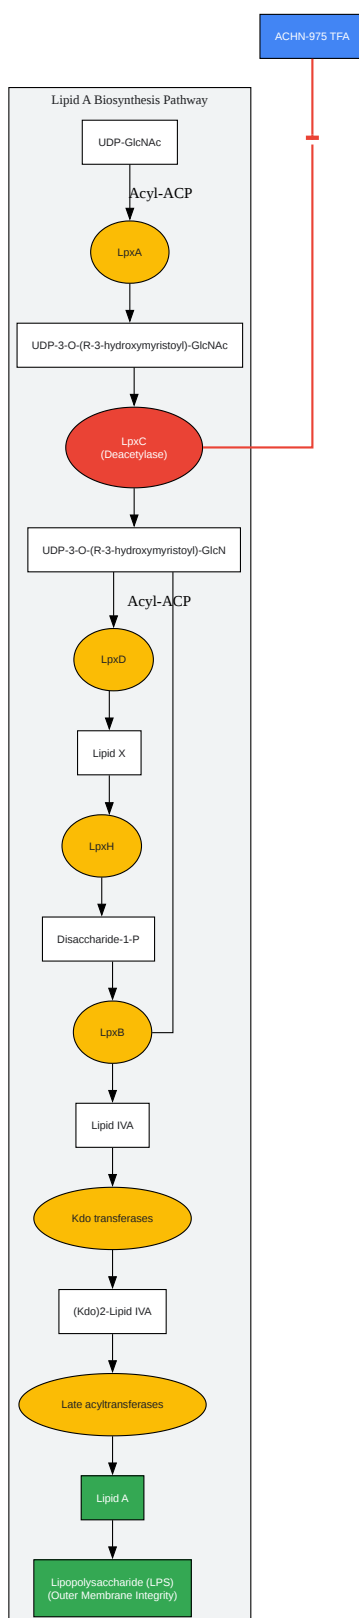 ACHN-975 TFA
Lipid A Biosynthesis Pathway
UDP-GlcNAc
Acyl-ACP
LpxA
UDP-3-O-(R-3-hydroxymyristoyl)-GlcNAc
LpxC
(Deacetylase)
UDP-3-O-(R-3-hydroxymyristoyl)-GlcN
Acyl-ACP
LpxD
Lipid X
LpxH
Disaccharide-1-P
LpxB
Lipid IVA
Kdo transferases
(Kdo)2-Lipid IVA
Late acyltransferases
Lipid A
Lipopolysaccharide (LPS)
(Outer Membrane Integrity)